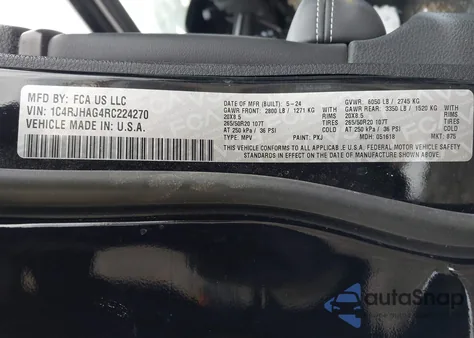 MFD BY: FCA US LLC
VIN: 1C4RJHAG4RC224270
VEHICLE MADE IN U.S.A.
DATE OF MFR (BUILT) 5-24 GVWR: 6050 LB / 2745 KG
GAWR FRONT 2800 LB / 1271 KG WITH GAWR REAR: 3350 LB / 1520 KG WITH
20X8.5 RIMS 20X8.5 RIMS
265/50R20 107T TIRES 265/50R20 107T TIRES
AT 250 kPa / 36 PSI AT 250 kPa / 36 PSI
TYPE: MPV PAINT: PXJ MDH: 051618 MKT: 875
THIS VEHICLE CONFORMS TO ALL APPLICABLE U.S.A. FEDERAL MOTOR VEHICLE SAFETY
STANDARDS IN EFFECT ON THE DATE OF MANUFACTURE SHOWN ABOVE.
autoSnap